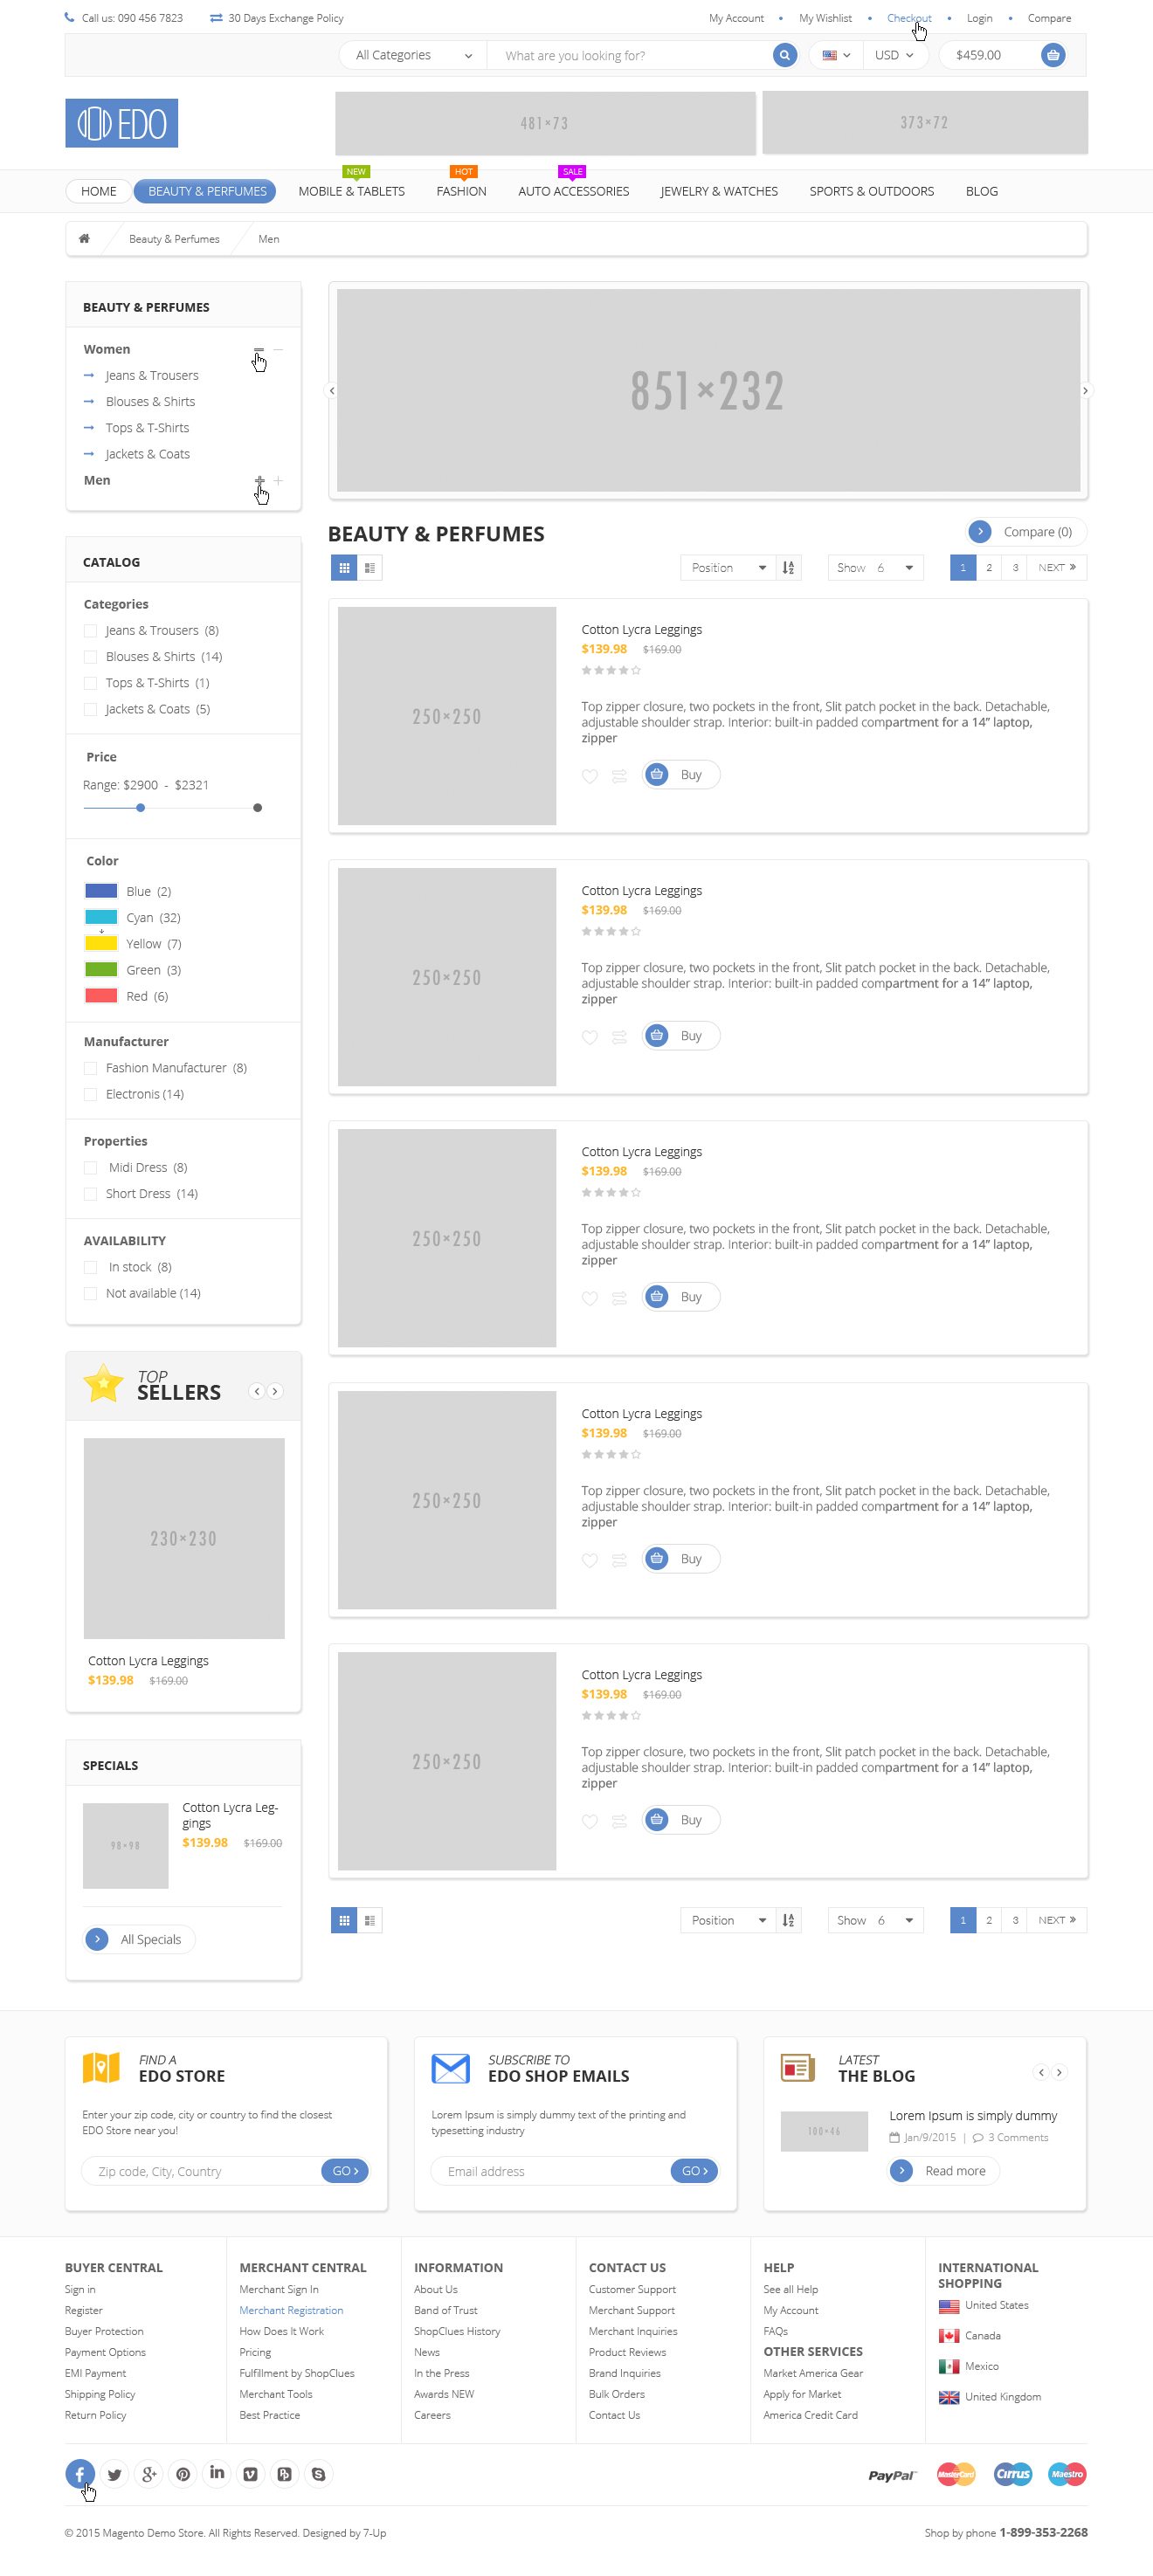 Call us: 090 456 7823
30 Days Exchange Policy
My Account
My Wishlist
Checkout
Login
Compare
All Categories
What are you looking for?
USD
$459.00
EDO
481×73
373×72
NEW
HOT
SALE
HOME
BEAUTY & PERFUMES
MOBILE & TABLETS
FASHION
AUTO ACCESSORIES
JEWELRY & WATCHES
SPORTS & OUTDOORS
BLOG
Beauty & Perfumes
Men
BEAUTY & PERFUMES
Women
Jeans & Trousers
Blouses & Shirts
Tops & T-Shirts
Jackets & Coats
Men
CATALOG
Categories
Jeans & Trousers (8)
Blouses & Shirts (14)
Tops & T-Shirts (1)
Jackets & Coats (5)
Price
Range: $2900 - $2321
Color
Blue (2)
Cyan (32)
Yellow (7)
Green (3)
Red (6)
Manufacturer
Fashion Manufacturer (8)
Electronis (14)
Properties
Midi Dress (8)
Short Dress (14)
AVAILABILITY
In stock (8)
Not available (14)
TOP
SELLERS
230×230
Cotton Lycra Leggings
$139.98 $169.00
SPECIALS
98×98
Cotton Lycra Leg-
gings
$139.98 $169.00
All Specials
851×232
BEAUTY & PERFUMES
Compare (0)
Position
Show 6
1 2 3 NEXT »
250×250
Cotton Lycra Leggings
$139.98 $169.00
Top zipper closure, two pockets in the front, Slit patch pocket in the back. Detachable,
adjustable shoulder strap. Interior: built-in padded compartment for a 14” laptop,
zipper
Buy
250×250
Cotton Lycra Leggings
$139.98 $169.00
Top zipper closure, two pockets in the front, Slit patch pocket in the back. Detachable,
adjustable shoulder strap. Interior: built-in padded compartment for a 14” laptop,
zipper
Buy
250×250
Cotton Lycra Leggings
$139.98 $169.00
Top zipper closure, two pockets in the front, Slit patch pocket in the back. Detachable,
adjustable shoulder strap. Interior: built-in padded compartment for a 14” laptop,
zipper
Buy
250×250
Cotton Lycra Leggings
$139.98 $169.00
Top zipper closure, two pockets in the front, Slit patch pocket in the back. Detachable,
adjustable shoulder strap. Interior: built-in padded compartment for a 14” laptop,
zipper
Buy
250×250
Cotton Lycra Leggings
$139.98 $169.00
Top zipper closure, two pockets in the front, Slit patch pocket in the back. Detachable,
adjustable shoulder strap. Interior: built-in padded compartment for a 14” laptop,
zipper
Buy
Position
Show 6
1 2 3 NEXT »
FIND A
EDO STORE
Enter your zip code, city or country to find the closest
EDO Store near you!
Zip code, City, Country
GO
SUBSCRIBE TO
EDO SHOP EMAILS
Lorem Ipsum is simply dummy text of the printing and
typesetting industry
Email address
GO
LATEST
THE BLOG
100×46
Lorem Ipsum is simply dummy
Jan/9/2015 | 3 Comments
Read more
BUYER CENTRAL
Sign in
Register
Buyer Protection
Payment Options
EMI Payment
Shipping Policy
Return Policy
MERCHANT CENTRAL
Merchant Sign In
Merchant Registration
How Does It Work
Pricing
Fulfillment by ShopClues
Merchant Tools
Best Practice
INFORMATION
About Us
Band of Trust
ShopClues History
News
In the Press
Awards NEW
Careers
CONTACT US
Customer Support
Merchant Support
Merchant Inquiries
Product Reviews
Brand Inquiries
Bulk Orders
Contact Us
HELP
See all Help
My Account
FAQs
OTHER SERVICES
Market America Gear
Apply for Market
America Credit Card
INTERNATIONAL
SHOPPING
United States
Canada
Mexico
United Kingdom
PayPal
MasterCard
Cirrus
Maestro
© 2015 Magento Demo Store. All Rights Reserved. Designed by 7-Up
Shop by phone 1-899-353-2268